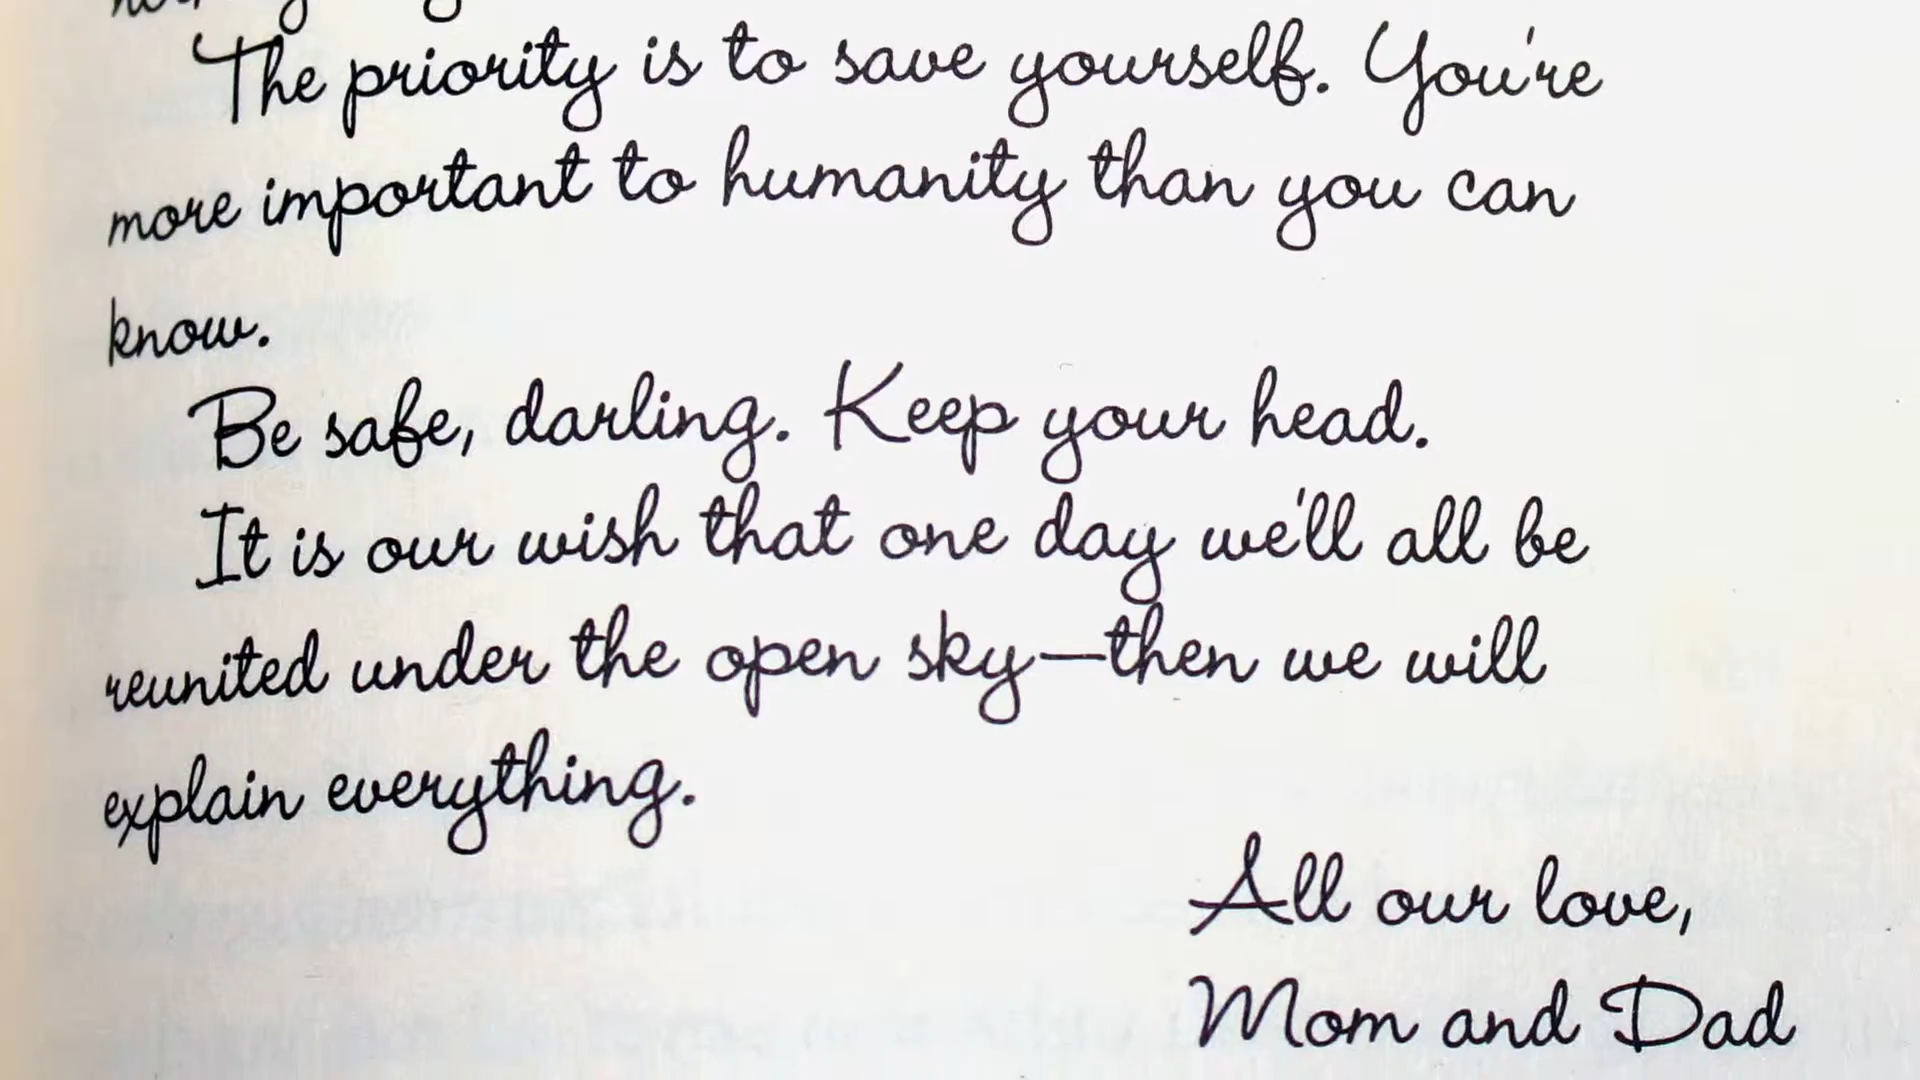 The priority is to save yourself. You're
more important to humanity than you can
know.
Be safe, darling. Keep your head.
It is our wish that one day we'll all be
reunited under the open sky—then we will
explain everything.
All our love,
Mom and Dad